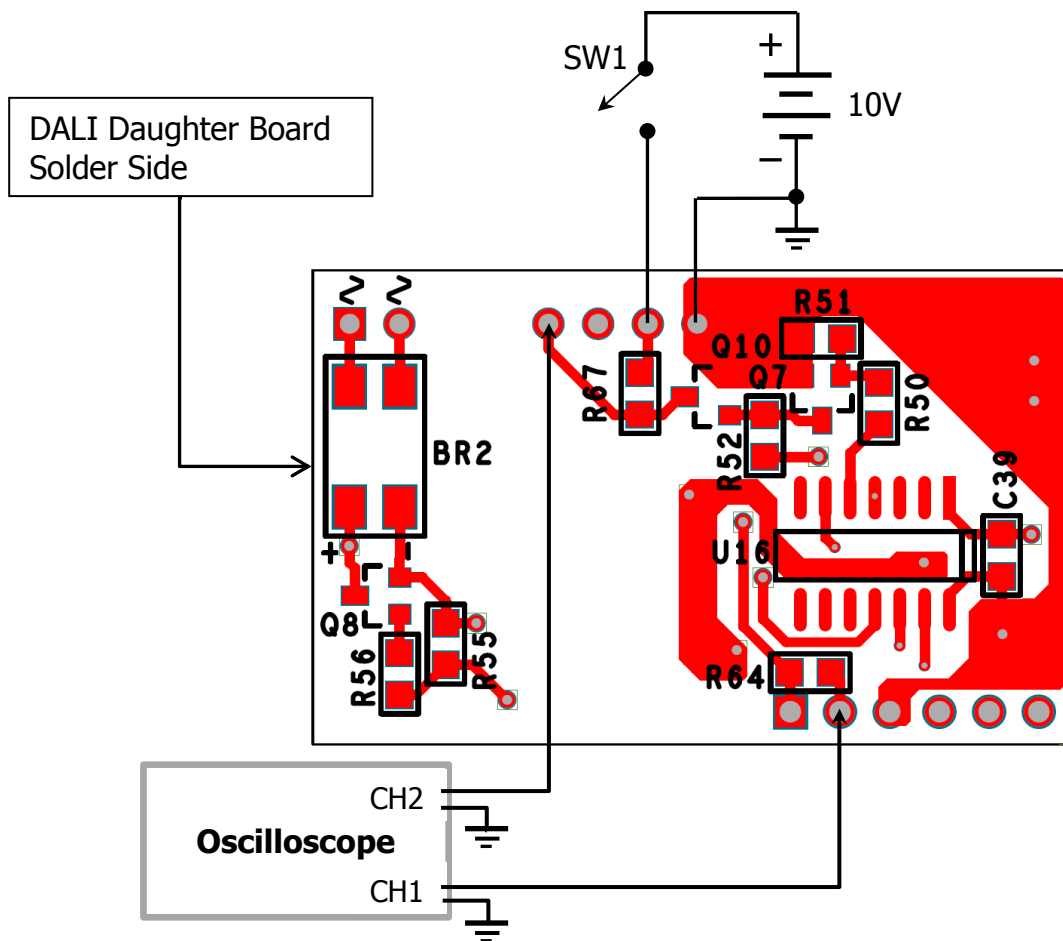 SW1
+
10V
−
DALI Daughter Board
Solder Side
~ ~
R51
Q10
Q7
R67
R50
R52
BR2
C39
U16
+
Q8
R55
R56
R64
CH2
Oscilloscope
CH1